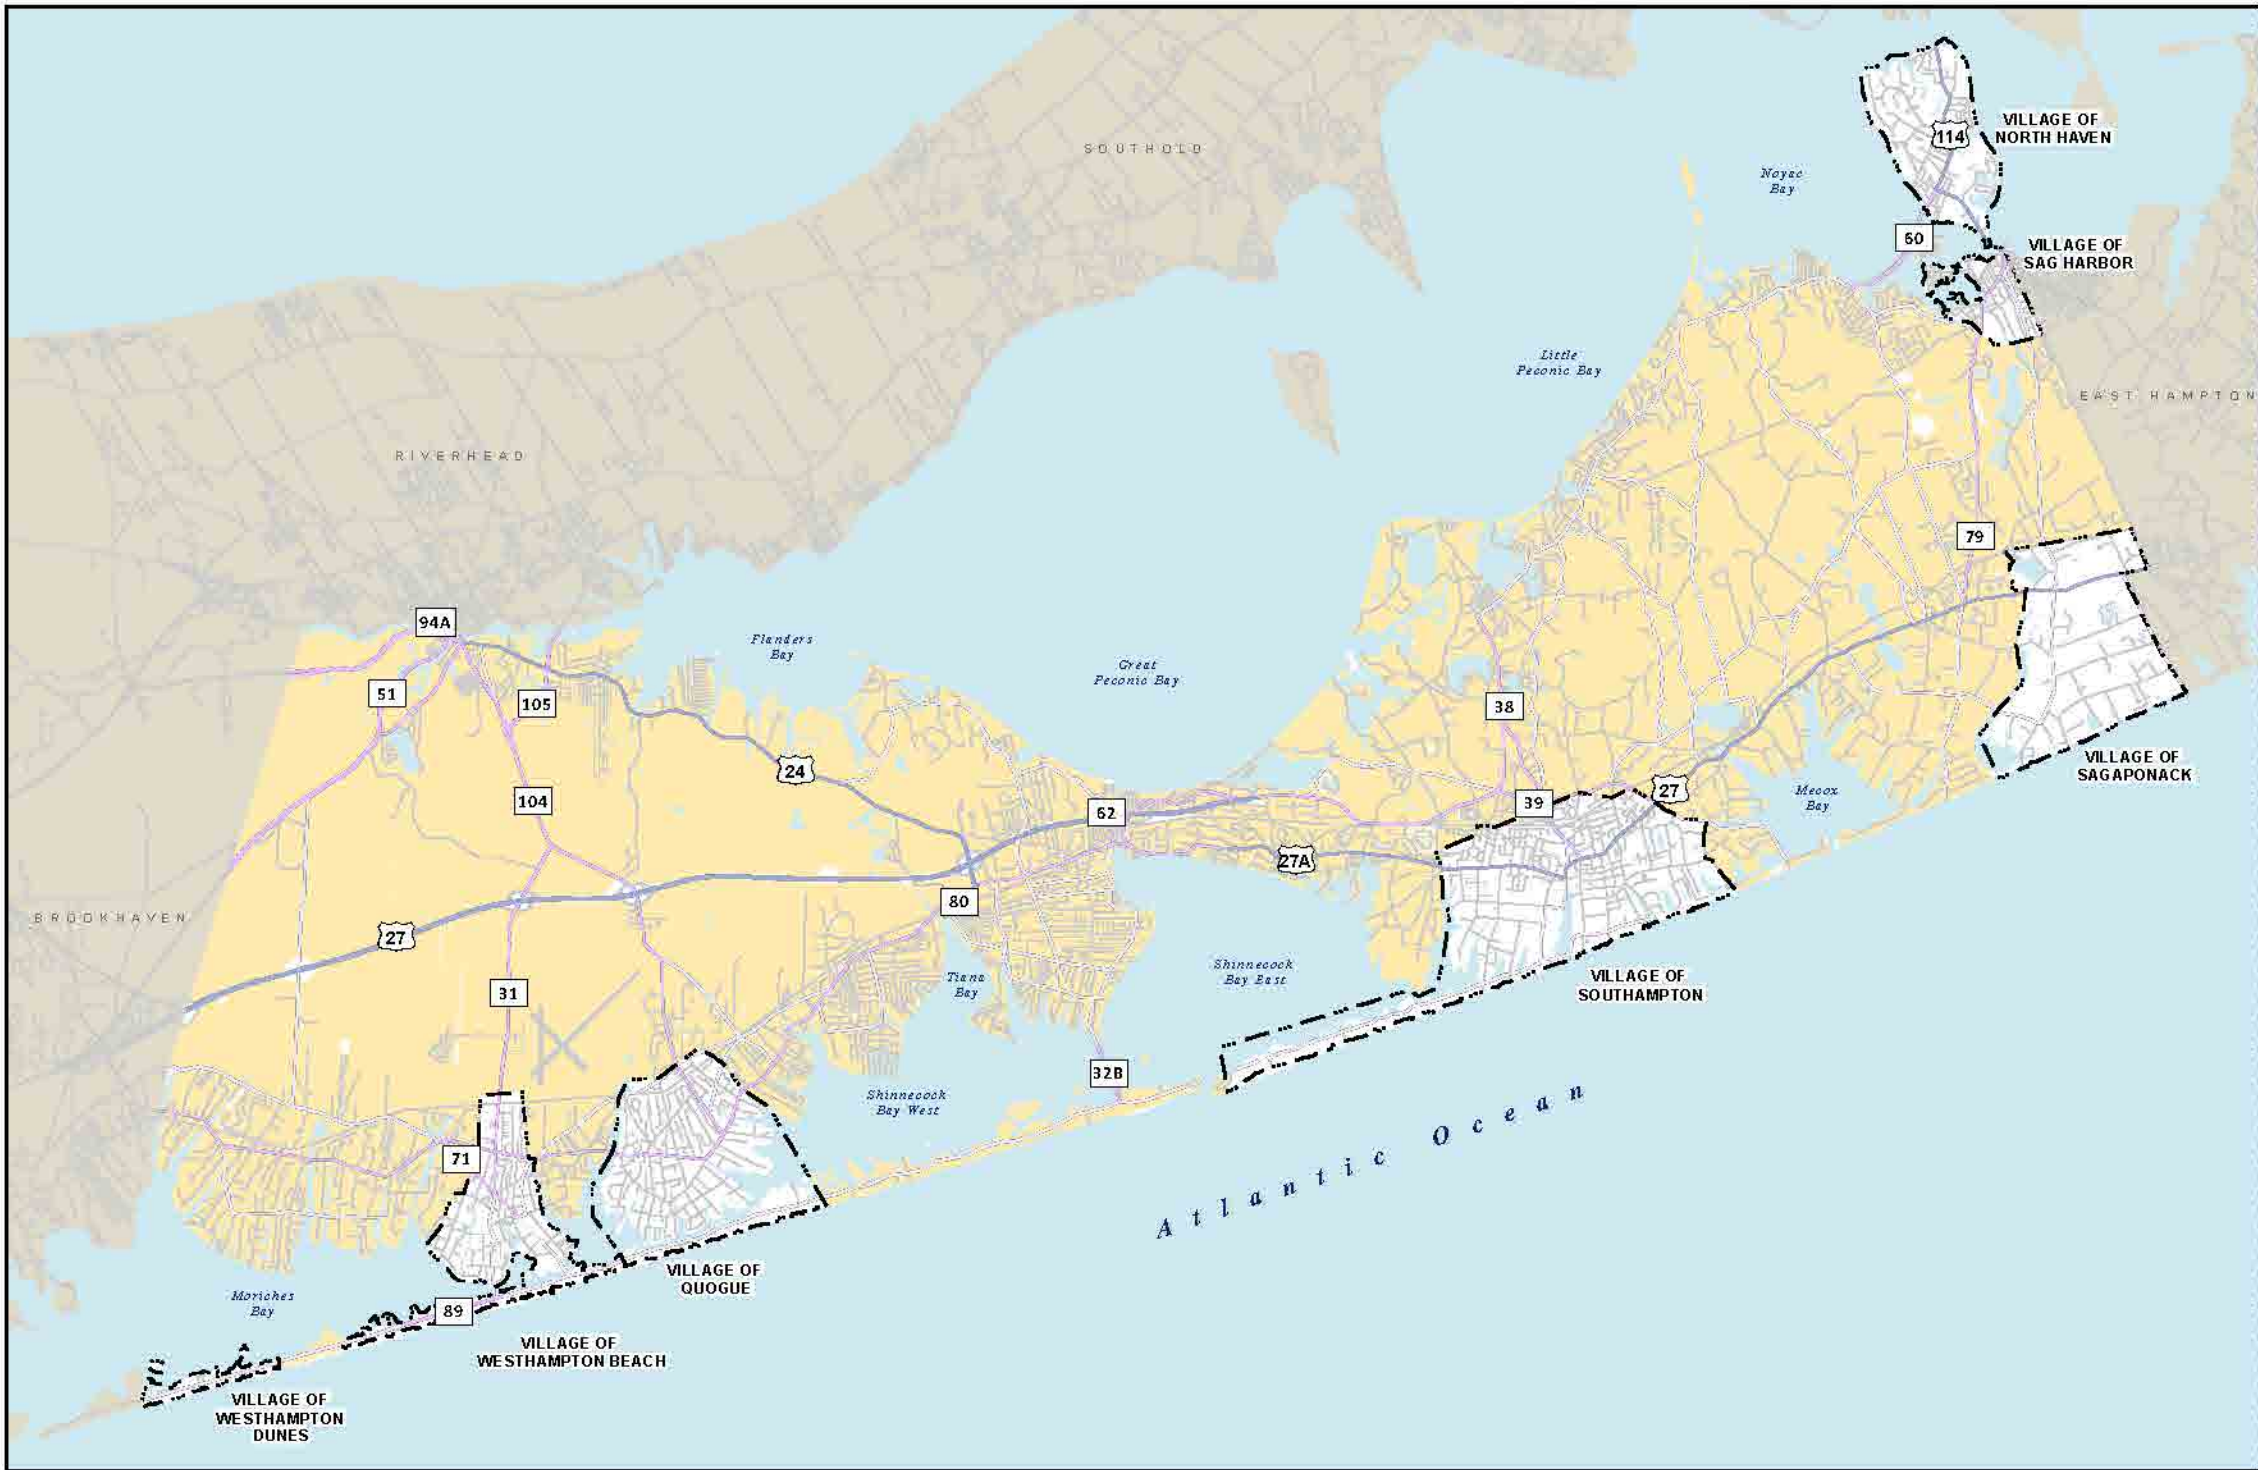 114
VILLAGE OF
NORTH HAVEN
SOUTHOLD
Noyac
Bay
60
VILLAGE OF
SAG HARBOR
Little
Peconic Bay
EAST HAMPTON
RIVERHEAD
79
94A
Flanders
Bay
Great
Peconic Bay
51
105
38
24
VILLAGE OF
SAGAPONACK
104
62
39
27
Mecox
Bay
27A
80
BROOKHAVEN
27
31
Tiana
Bay
Shinnecock
Bay East
VILLAGE OF
SOUTHAMPTON
32B
Shinnecock
Bay West
Atlantic Ocean
71
VILLAGE OF
QUOGUE
Moriches
Bay
89
VILLAGE OF
WESTHAMPTON BEACH
VILLAGE OF
WESTHAMPTON
DUNES